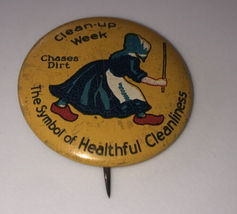 Clean-up
Week
Chases
Dirt
The Symbol of Healthful Cleanliness